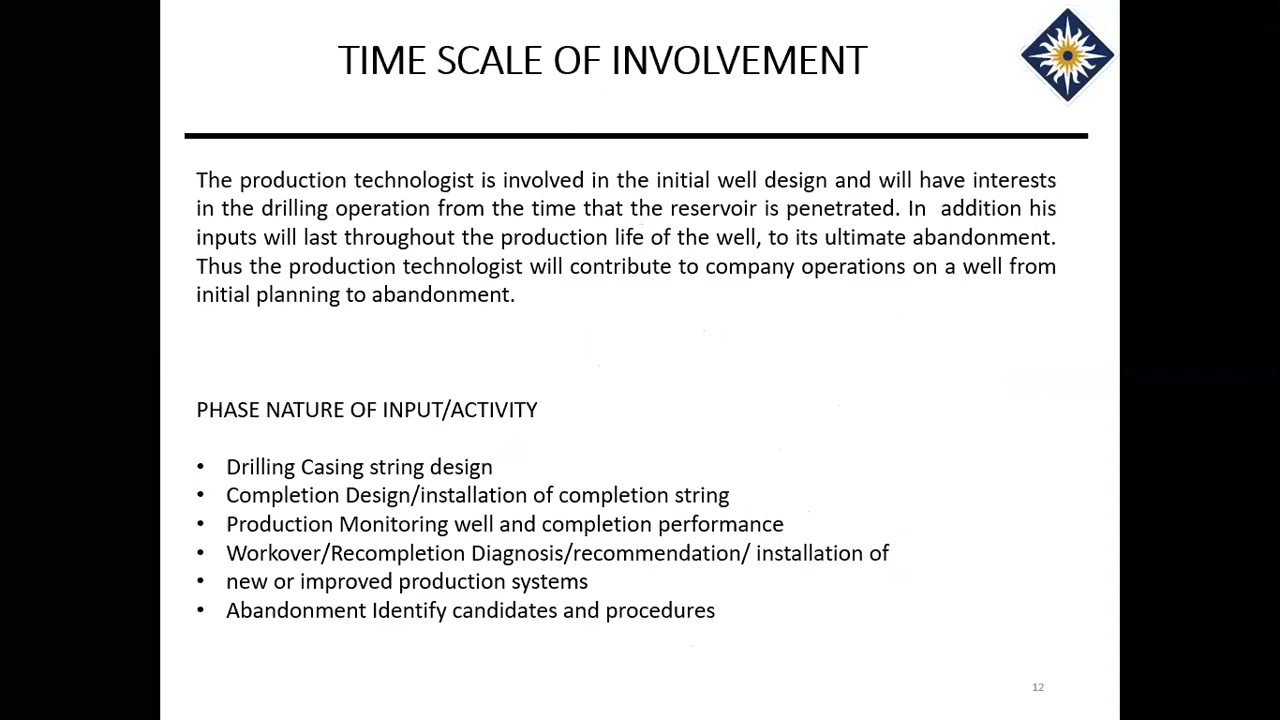 TIME SCALE OF INVOLVEMENT
The production technologist is involved in the initial well design and will have interests
in the drilling operation from the time that the reservoir is penetrated. In addition his
inputs will last throughout the production life of the well, to its ultimate abandonment.
Thus the production technologist will contribute to company operations on a well from
initial planning to abandonment.
PHASE NATURE OF INPUT/ACTIVITY
• Drilling Casing string design
• Completion Design/installation of completion string
• Production Monitoring well and completion performance
• Workover/Recompletion Diagnosis/recommendation/ installation of
• new or improved production systems
• Abandonment Identify candidates and procedures
12